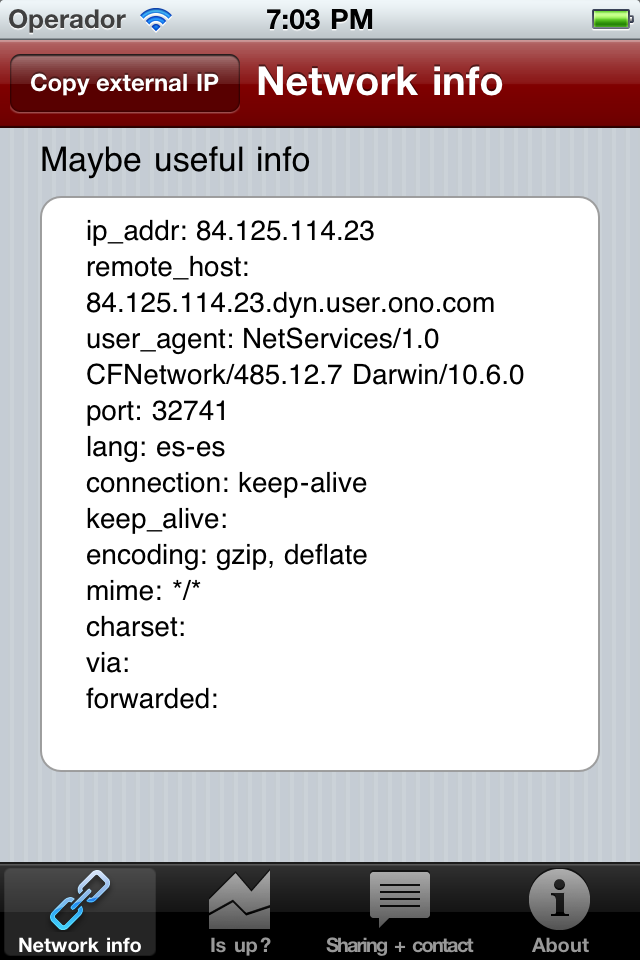 Operador 7:03 PM
Copy external IP Network info
Maybe useful info
ip_addr: 84.125.114.23
remote_host:
84.125.114.23.dyn.user.ono.com
user_agent: NetServices/1.0
CFNetwork/485.12.7 Darwin/10.6.0
port: 32741
lang: es-es
connection: keep-alive
keep_alive:
encoding: gzip, deflate
mime: */*
charset:
via:
forwarded:
Network info Is up? Sharing + contact About